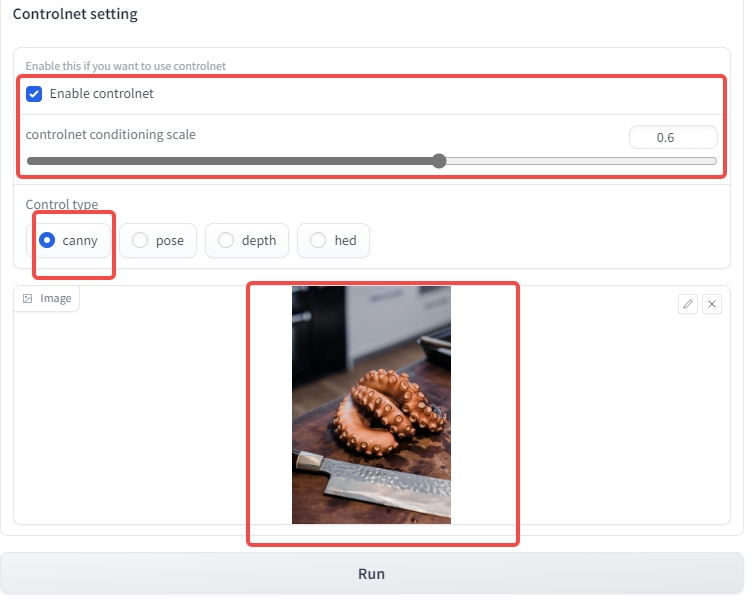 Controlnet setting
Enable this if you want to use controlnet
Enable controlnet
controlnet conditioning scale
0.6
Control type
canny pose depth hed
Image
Run